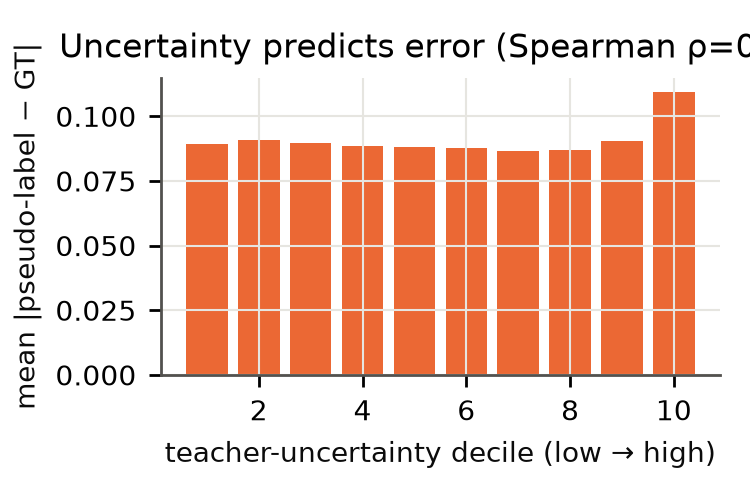 Uncertainty predicts error (Spearman ρ=0
mean |pseudo-label − GT|
0.100
0.075
0.050
0.025
0.000
2 4 6 8 10
teacher-uncertainty decile (low → high)